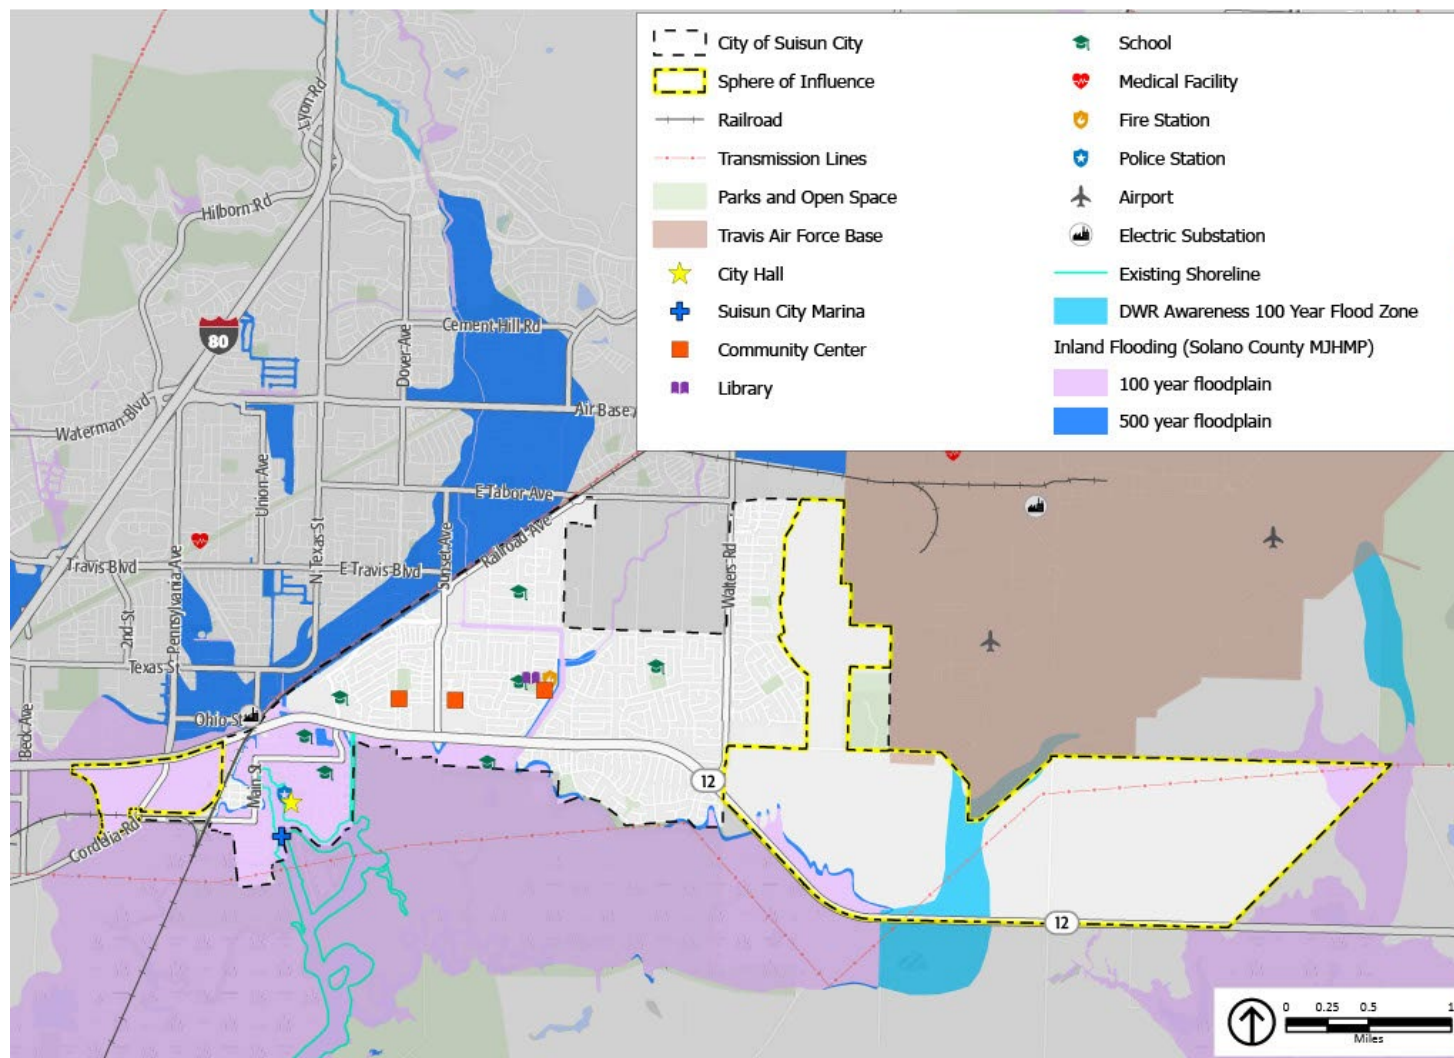 City of Suisun City
Sphere of Influence
Railroad
Transmission Lines
Parks and Open Space
Travis Air Force Base
City Hall
Suisun City Marina
Community Center
Library
School
Medical Facility
Fire Station
Police Station
Airport
Electric Substation
Existing Shoreline
DWR Awareness 100 Year Flood Zone
Inland Flooding (Solano County MJHMP)
100 year floodplain
500 year floodplain
Lyon Rd
Hilborn Rd
80
Cement Hill Rd
Dover Ave
Waterman Blvd
Air Base
Union Ave
N Texas St
E Tabor Ave
Railroad Ave
Sunset Ave
Walters Rd
Travis Blvd
E Travis Blvd
Pennsylvania Ave
2nd St
Texas St
Ohio St
Beck Ave
Main St
Cordelia Rd
12
12
0 0.25 0.5 1
Miles